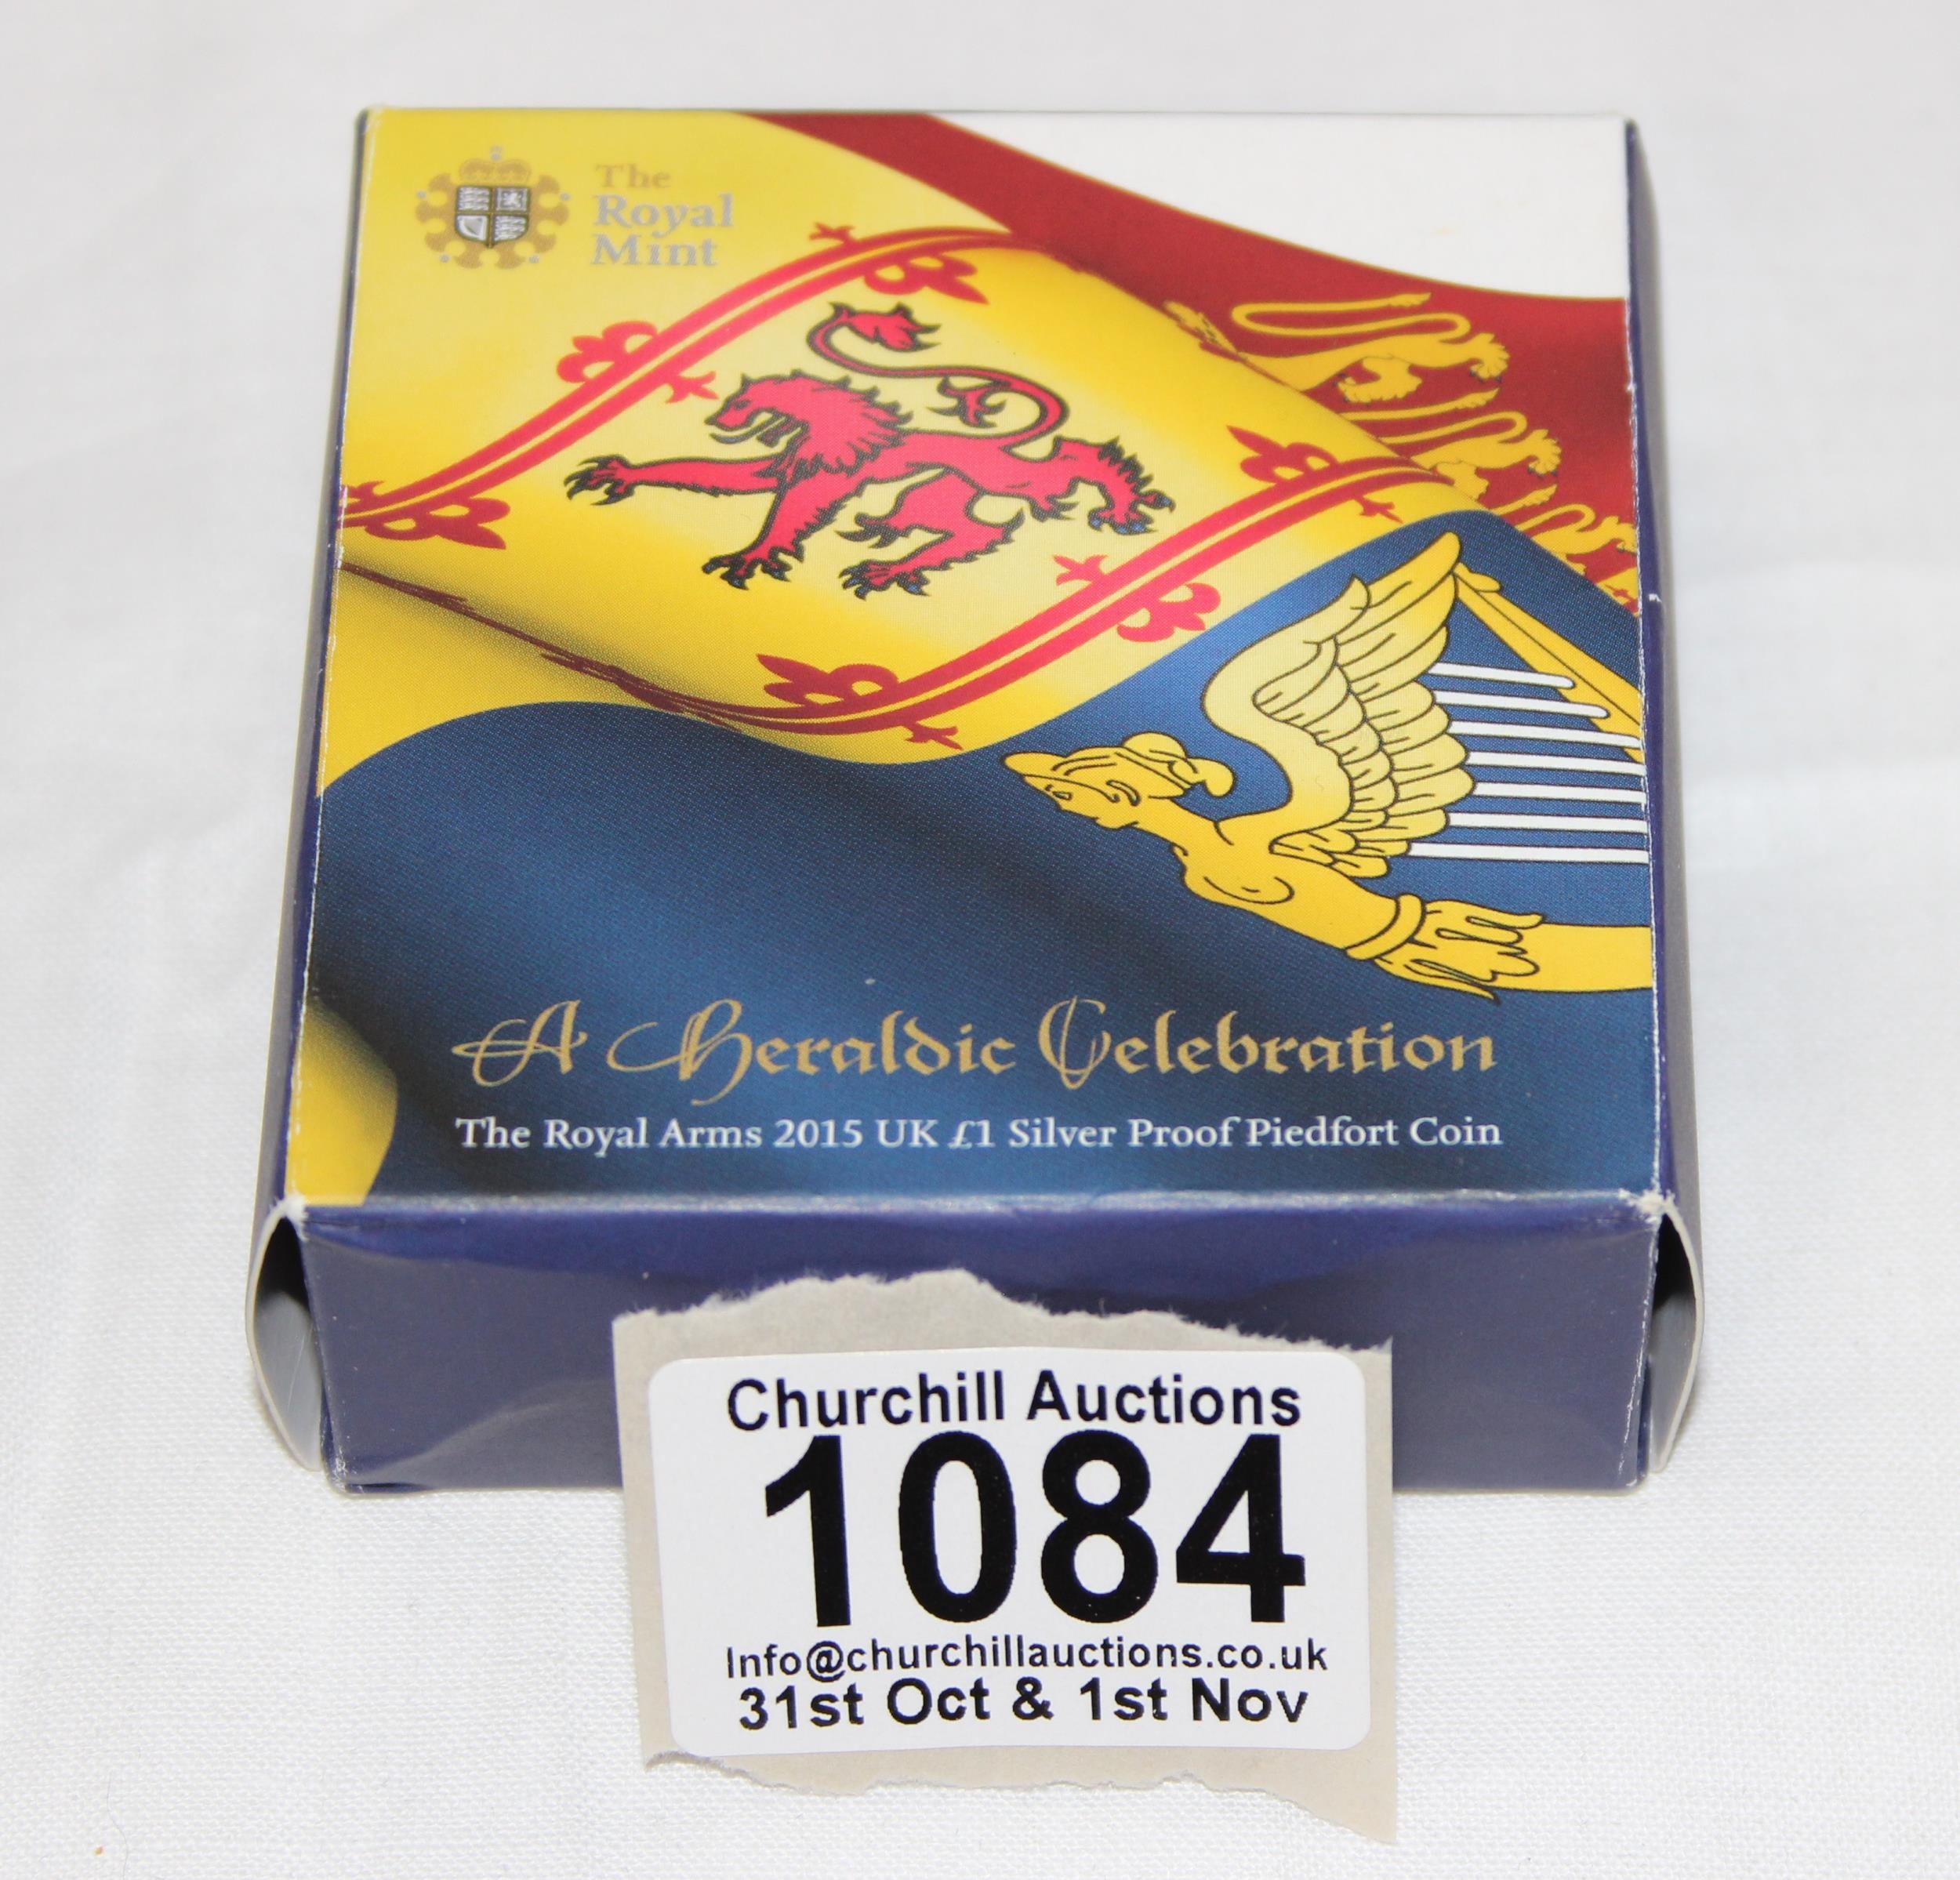 The
Royal
Mint
A Heraldic Celebration
The Royal Arms 2015 UK £1 Silver Proof Piedfort Coin
Churchill Auctions
1084
Info@churchillauctions.co.uk
31st Oct & 1st Nov